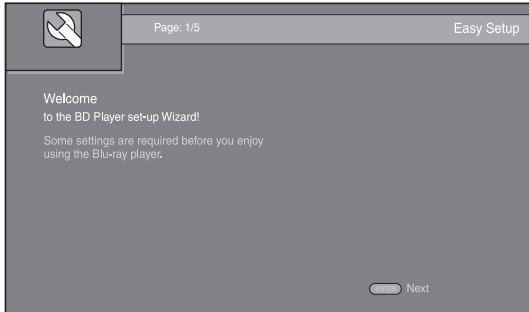 Page: 1/5
Easy Setup
Welcome
to the BD Player set-up Wizard!
Some settings are required before you enjoy
using the Blu-ray player.
ENTER Next